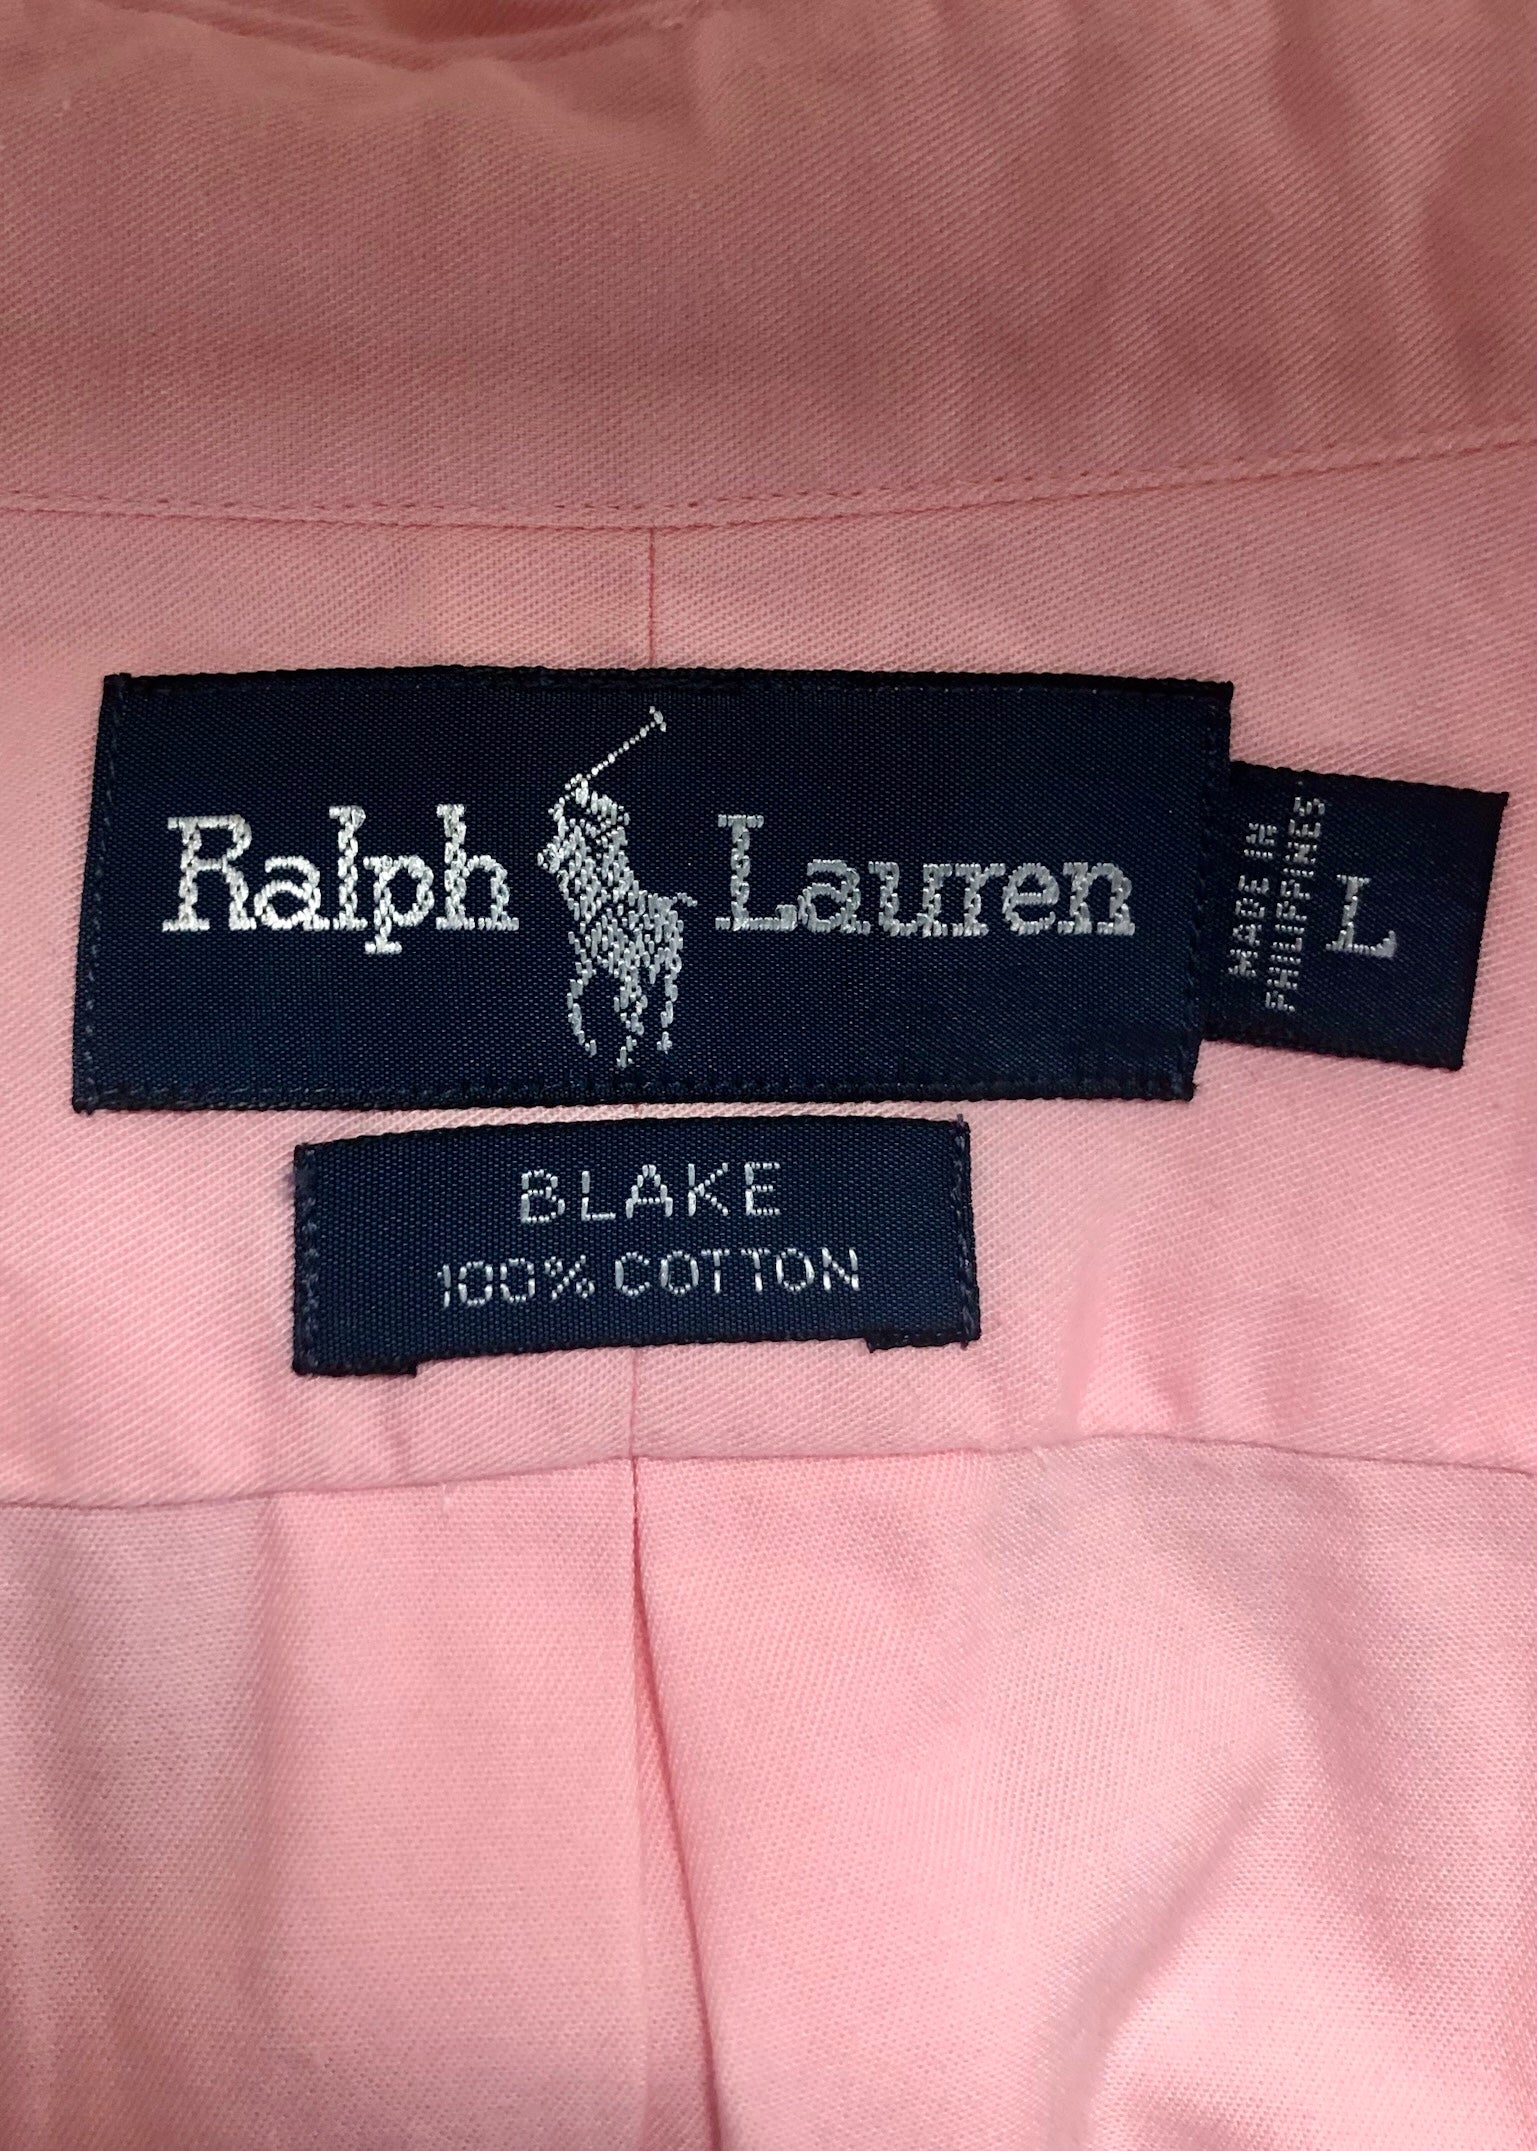 Ralph Lauren
MADE IN
PHILIPPINES
L
BLAKE
100% COTTON